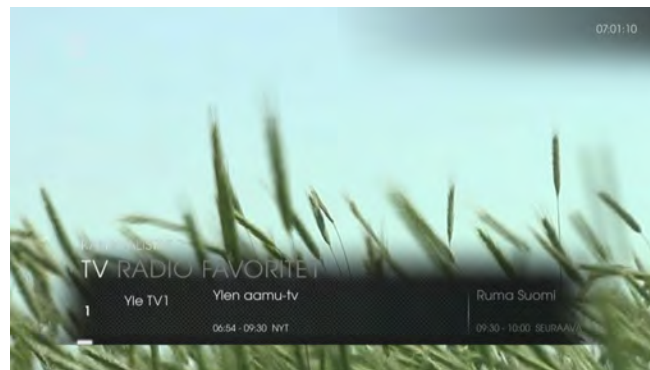 07:01:10
TV RADIO FAVORITET
1 Yle TV1 Ylen aamu-tv Ruma Suomi
06:54 - 09:30 NYT 09:30 - 10:00 SEURAAVA